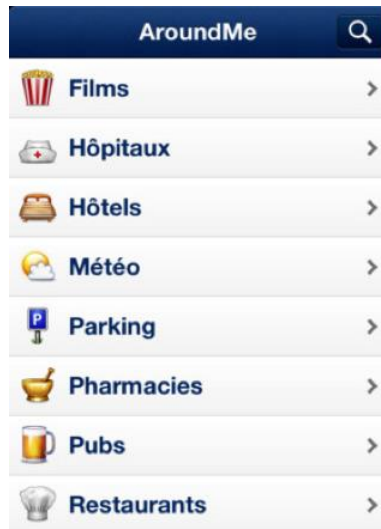 AroundMe
Films
Hôpitaux
Hôtels
Météo
P Parking
Pharmacies
Pubs
Restaurants